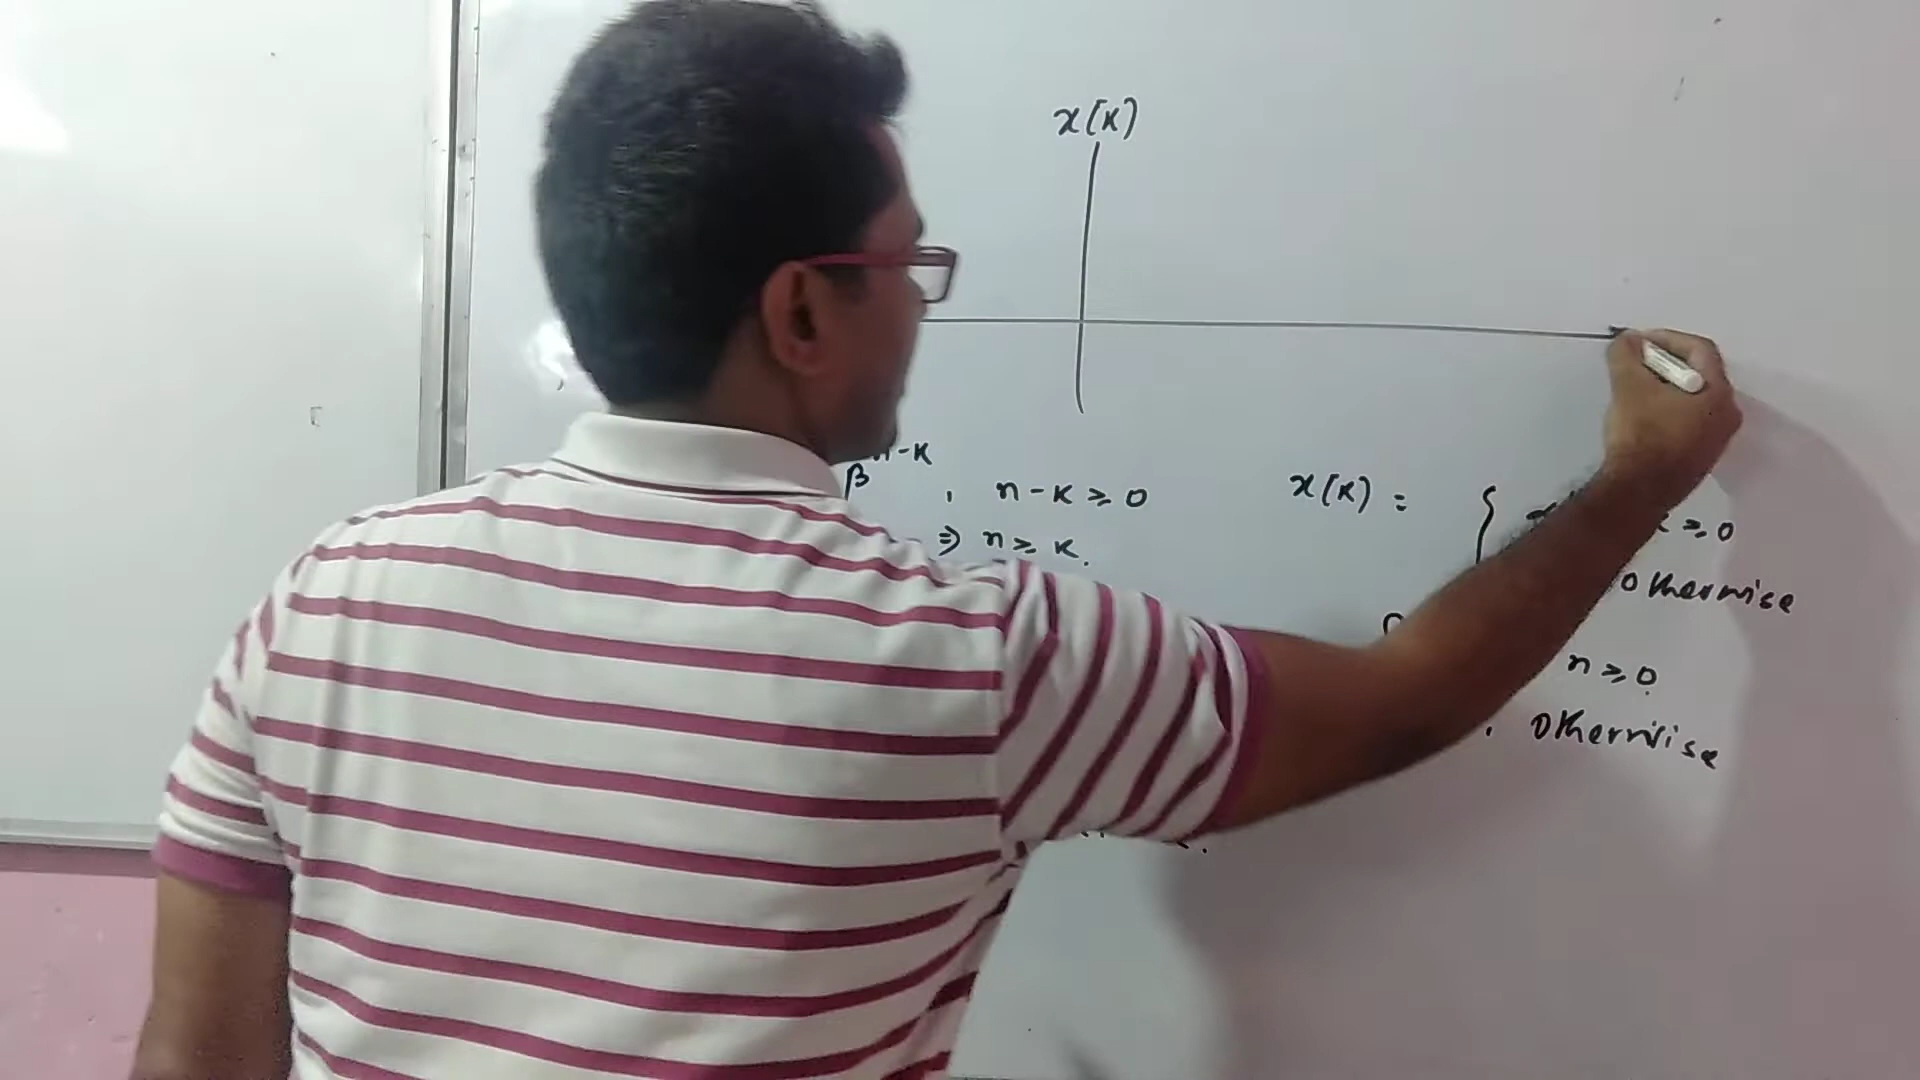 x(k)
β n-k , n-k ≥ 0
⇒ n ≥ k.
x(k) = { ≥ 0
otherwise
n ≥ 0
, otherwise